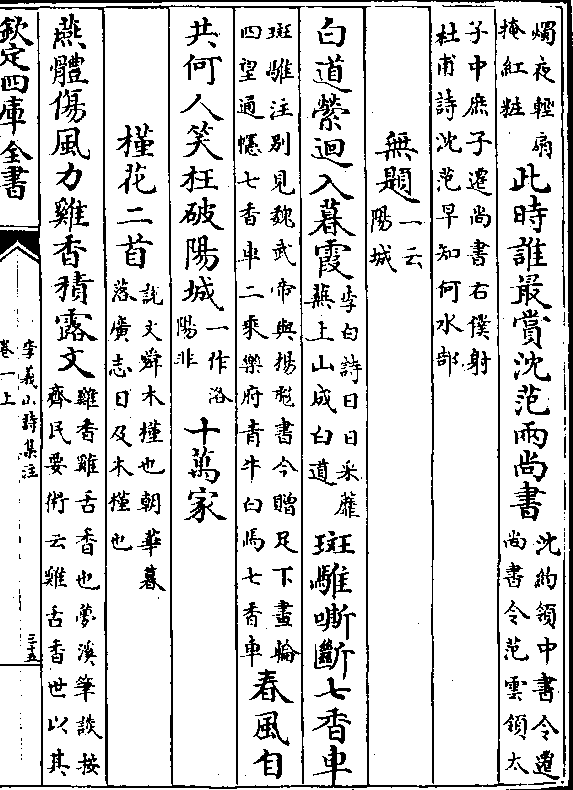 燭夜輕扇掩紅粧此時誰最賞沈范兩尚書沈約領中書令遷尚書令范雲領太
子中庶子遷尚書右僕射杜甫詩沈范早知何水部
無題一云陽城
白道縈迴入暮霞李白詩日日采蘼蕪上山成白道斑騅嘶斷七香車
斑騅注别見魏武帝與楊彪書今贈足下畫輪四望通幰七香車二乗樂府青牛白馬七香車春風自
共何人笑枉破陽城一作洛陽非十萬家
槿花二首說文舜木槿也朝華暮落廣志日及木槿也
燕體傷風力雞香積露文雞香雞舌香也夢溪筆談按齊民要術云雞舌香世以其
欽定四庫全書
李義山詩集注
卷一上
三十五